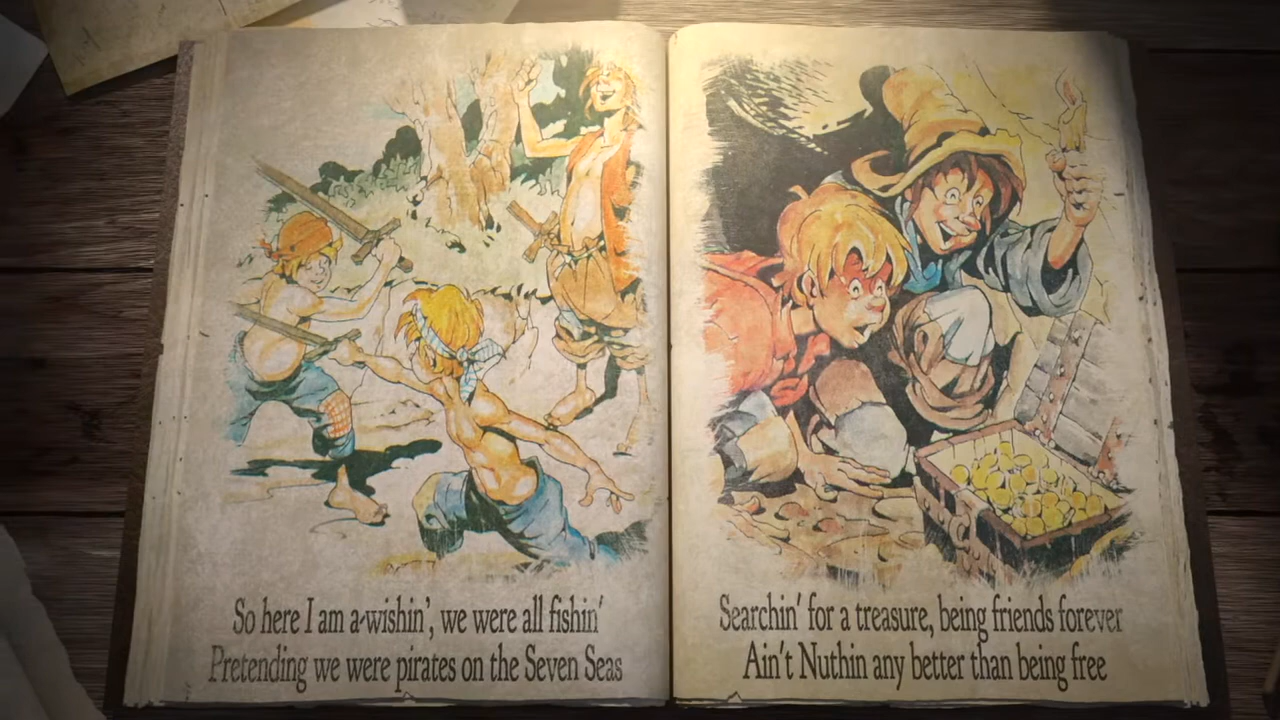 So here I am a-wishin', we were all fishin'
Pretending we were pirates on the Seven Seas
Searchin' for a treasure, being friends forever
Ain't Nuthin any better than being free